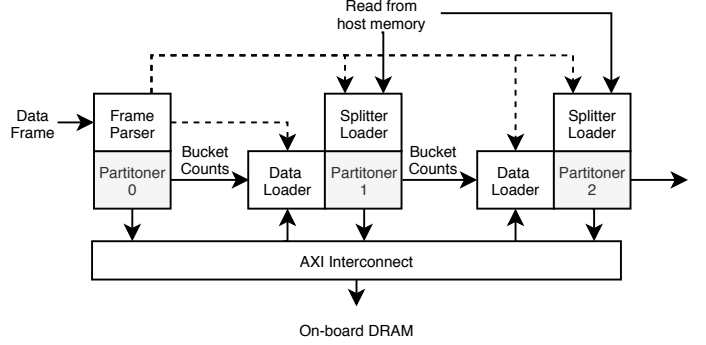 Read from
host memory
Data
Frame
Frame
Parser
Splitter
Loader
Splitter
Loader
Partitoner
0
Bucket
Counts
Data
Loader
Partitoner
1
Bucket
Counts
Data
Loader
Partitoner
2
AXI Interconnect
On-board DRAM